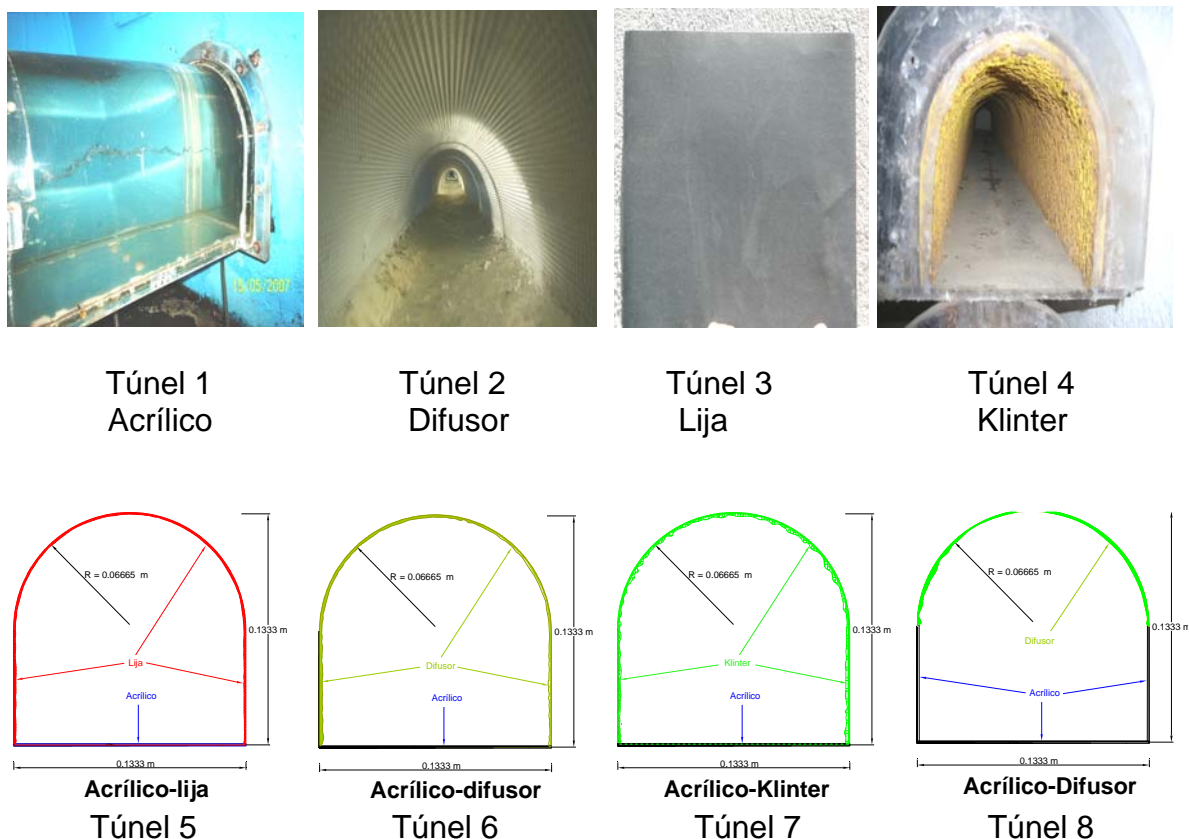 15.05.2007
Túnel 1
Acrílico
Túnel 2
Difusor
Túnel 3
Lija
Túnel 4
Klinter
R = 0.06665 m
Lija
Acrílico
0.1333 m
0.1333 m
Acrílico-lija
Túnel 5
R = 0.06665 m
Difusor
Acrílico
0.1333 m
0.1333 m
Acrílico-difusor
Túnel 6
R = 0.06665 m
Klinter
Acrílico
0.1333 m
0.1333 m
Acrílico-Klinter
Túnel 7
R = 0.06665 m
Difusor
Acrílico
0.1333 m
0.1333 m
Acrílico-Difusor
Túnel 8